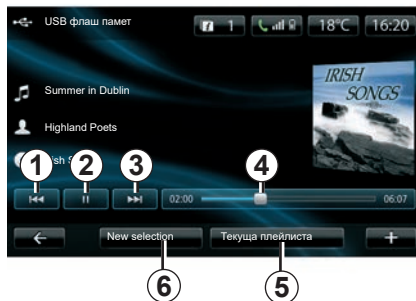 USB флаш памет 1 18°C 16:20
IRISH
SONGS
Summer in Dublin
Highland Poets
1 2 3 4
02:00 06:07
New selection Текуща плейлиста
6 5